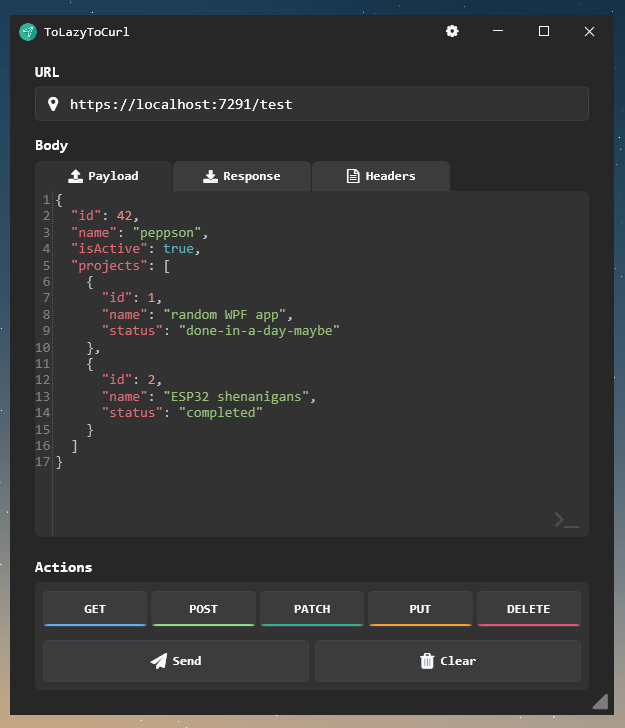 ToLazyToCurl
URL
https://localhost:7291/test
Body
Payload Response Headers
1 {
2   "id": 42,
3   "name": "peppson",
4   "isActive": true,
5   "projects": [
6     {
7       "id": 1,
8       "name": "random WPF app",
9       "status": "done-in-a-day-maybe"
10     },
11     {
12       "id": 2,
13       "name": "ESP32 shenanigans",
14       "status": "completed"
15     }
16   ]
17 }
>_
Actions
GET POST PATCH PUT DELETE
Send Clear